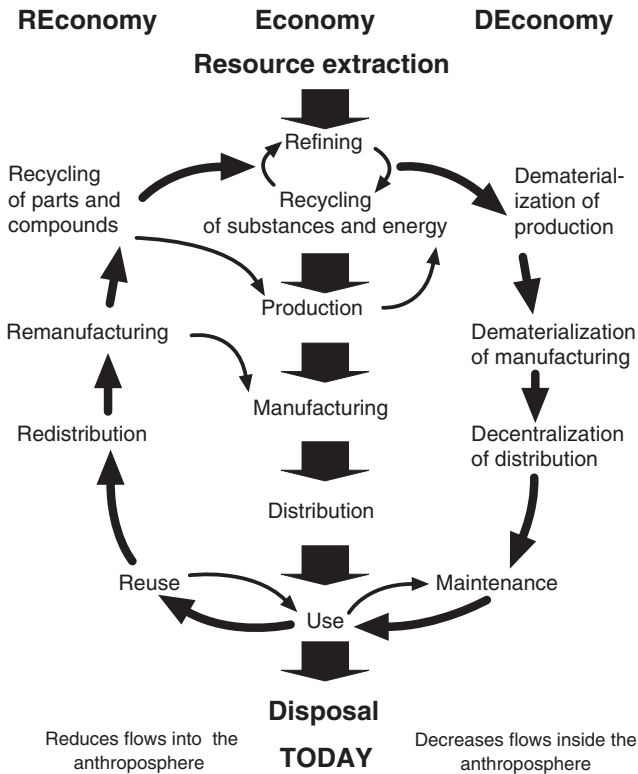 REconomy
Economy
DEconomy
Resource extraction
Refining
Recycling
of parts and
compounds
Recycling
of substances and energy
Demateriali-
ization of
production
Production
Remanufacturing
Dematerialization
of manufacturing
Manufacturing
Redistribution
Decentralization
of distribution
Distribution
Reuse
Maintenance
Use
Disposal
Reduces flows into the
anthroposphere
TODAY
Decreases flows inside the
anthroposphere